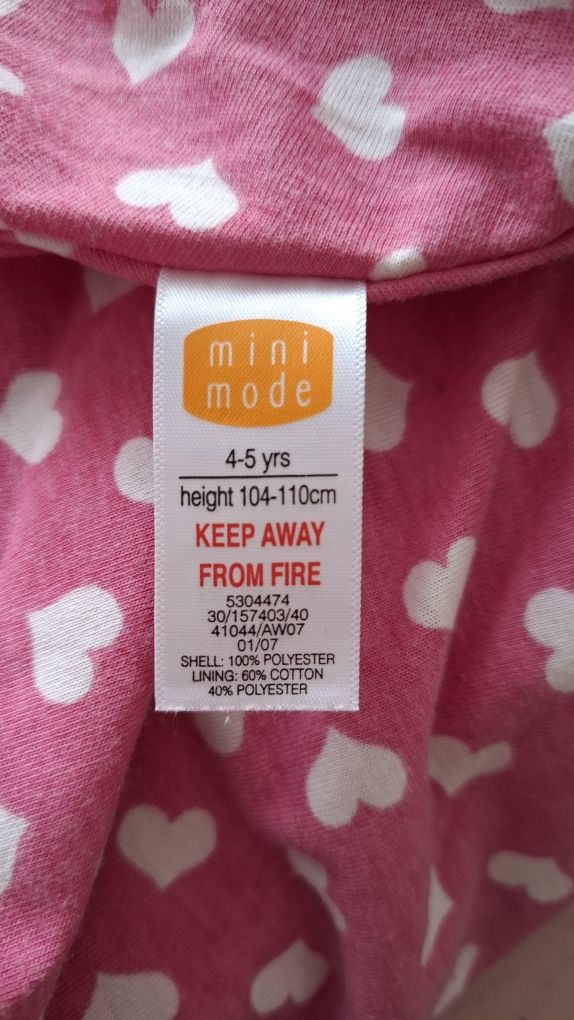 mini
mode
4-5 yrs
height 104-110cm
KEEP AWAY
FROM FIRE
5304474
30/157403/40
41044/AW07
01/07
SHELL: 100% POLYESTER
LINING: 60% COTTON
40% POLYESTER